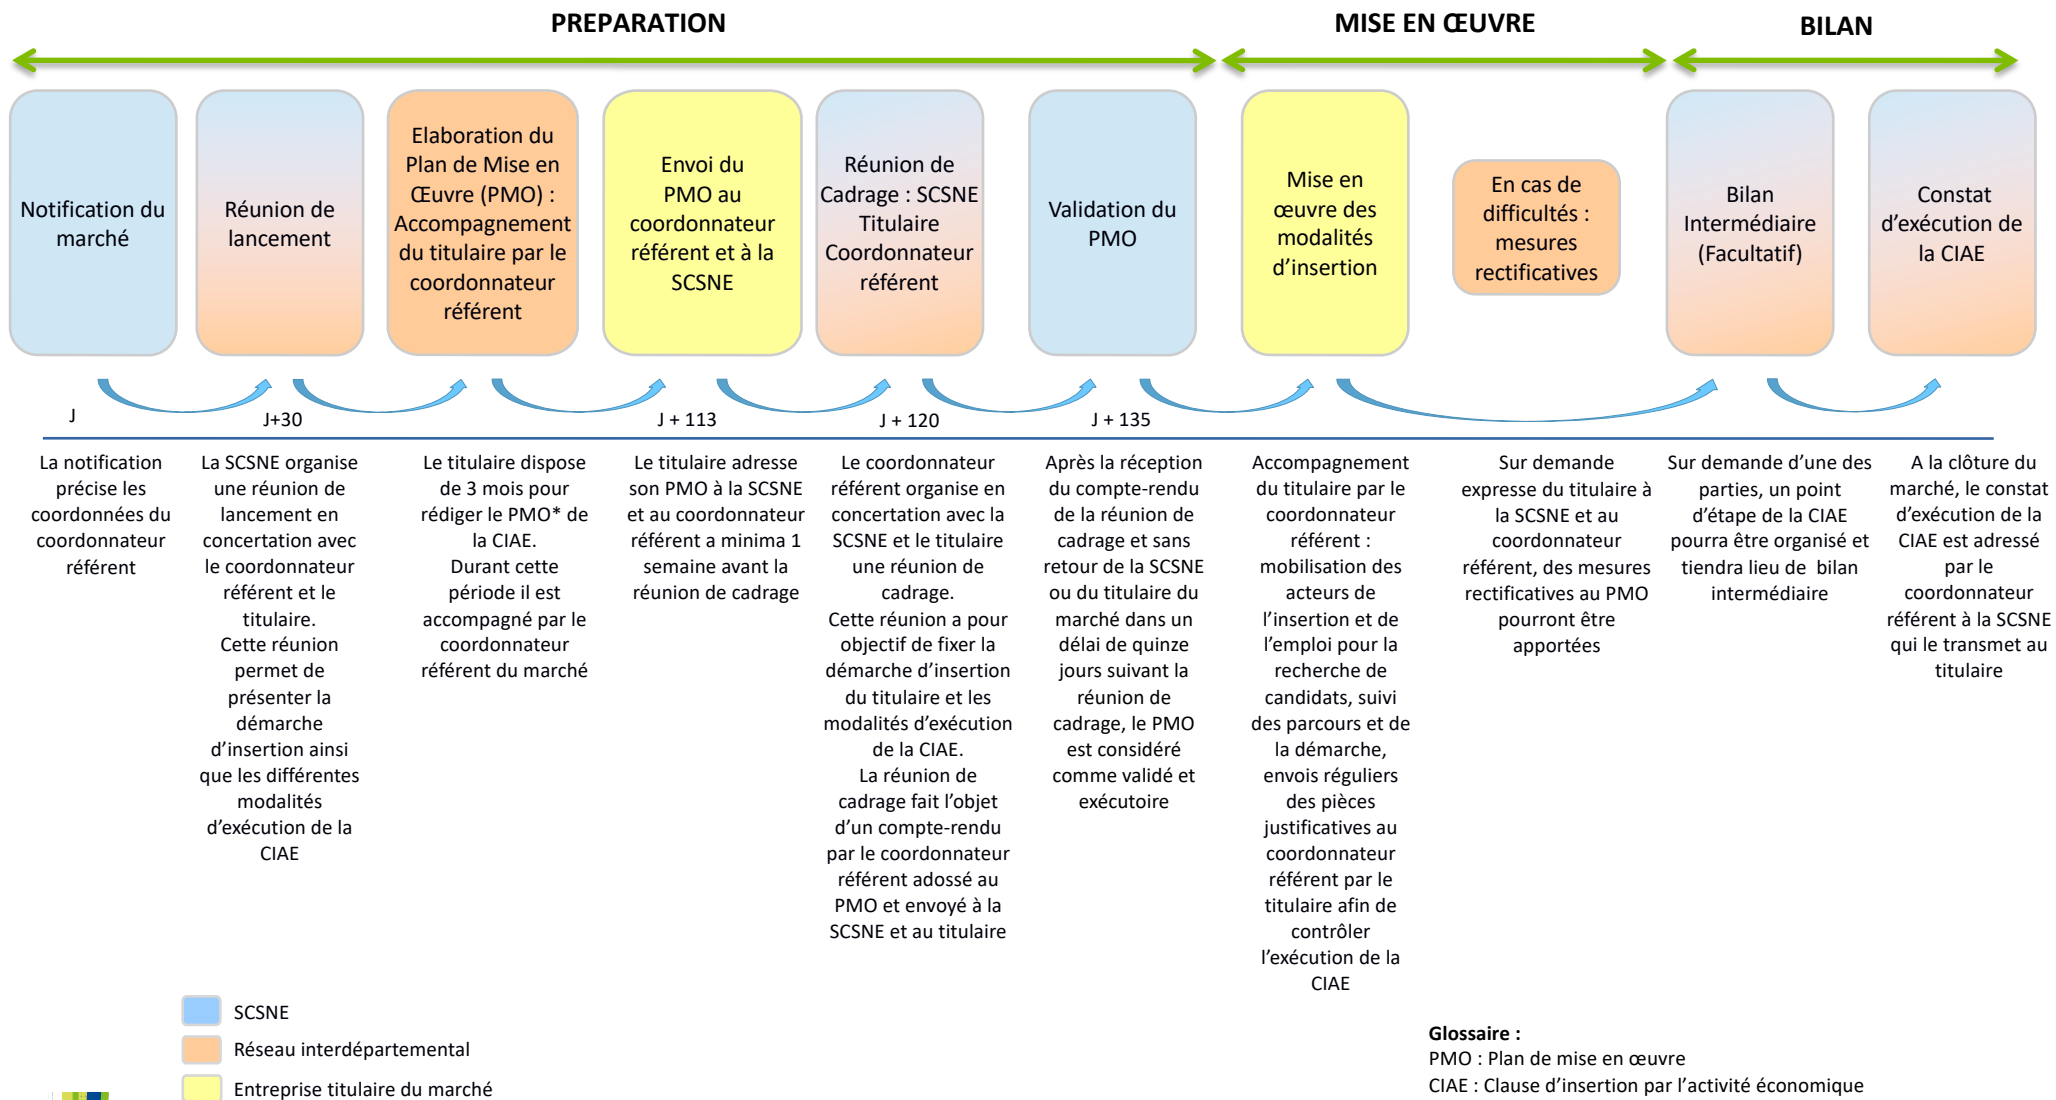 PREPARATION
MISE EN ŒUVRE
BILAN
Notification du
marché
Réunion de
lancement
Elaboration du
Plan de Mise en
Œuvre (PMO) :
Accompagnement
du titulaire par le
coordonnateur
référent
Envoi du
PMO au
coordonnateur
référent et à la
SCSNE
Réunion de
Cadrage : SCSNE
Titulaire
Coordonnateur
référent
Validation du
PMO
Mise en
œuvre des
modalités
d’insertion
En cas de
difficultés :
mesures
rectificatives
Bilan
Intermédiaire
(Facultatif)
Constat
d’exécution de
la CIAE
J
J+30
J + 113
J + 120
J + 135
La notification
précise les
coordonnées du
coordonnateur
référent
La SCSNE organise
une réunion de
lancement en
concertation avec
le coordonnateur
référent et le
titulaire.
Cette réunion
permet de
présenter la
démarche
d’insertion ainsi
que les différentes
modalités
d’exécution de la
CIAE
Le titulaire dispose
de 3 mois pour
rédiger le PMO* de
la CIAE.
Durant cette
période il est
accompagné par le
coordonnateur
référent du marché
Le titulaire adresse
son PMO à la SCSNE
et au coordonnateur
référent a minima 1
semaine avant la
réunion de cadrage
Le coordonnateur
référent organise en
concertation avec la
SCSNE et le titulaire
une réunion de
cadrage.
Cette réunion a pour
objectif de fixer la
démarche d’insertion
du titulaire et les
modalités d’exécution
de la CIAE.
La réunion de
cadrage fait l’objet
d’un compte-rendu
par le coordonnateur
référent adossé au
PMO et envoyé à la
SCSNE et au titulaire
Après la réception
du compte-rendu
de la réunion de
cadrage et sans
retour de la SCSNE
ou du titulaire du
marché dans un
délai de quinze
jours suivant la
réunion de
cadrage, le PMO
est considéré
comme validé et
exécutoire
Accompagnement
du titulaire par le
coordonnateur
référent :
mobilisation des
acteurs de
l’insertion et de
l’emploi pour la
recherche de
candidats, suivi
des parcours et de
la démarche,
envois réguliers
des pièces
justificatives au
coordonnateur
référent par le
titulaire afin de
contrôler
l’exécution de la
CIAE
Sur demande
expresse du titulaire à
la SCSNE et au
coordonnateur
référent, des mesures
rectificatives au PMO
pourront être
apportées
Sur demande d’une des
parties, un point
d’étape de la CIAE
pourra être organisé et
tiendra lieu de bilan
intermédiaire
A la clôture du
marché, le constat
d’exécution de la
CIAE est adressé
par le
coordonnateur
référent à la SCSNE
qui le transmet au
titulaire
SCSNE
Réseau interdépartemental
Entreprise titulaire du marché
Glossaire :
PMO : Plan de mise en œuvre
CIAE : Clause d’insertion par l’activité économique